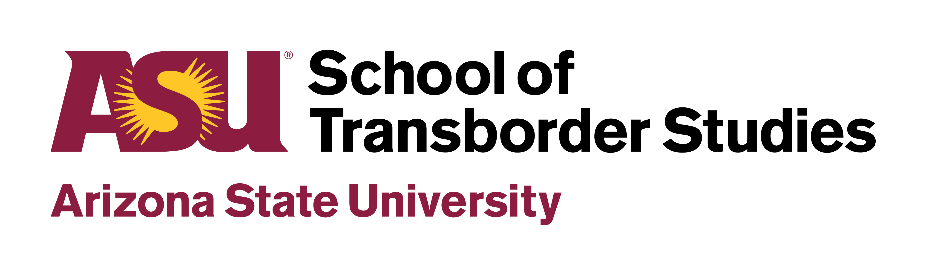 ASU® School of
Transborder Studies
Arizona State University